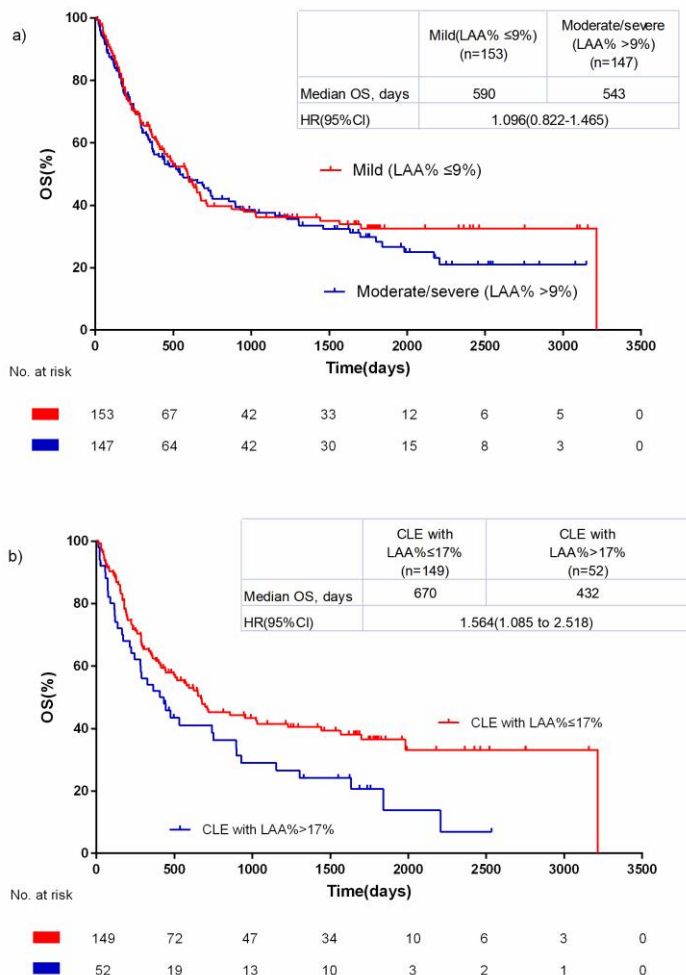 a)
Mild(LAA% ≤9%)
(n=153)
Moderate/severe
(LAA% >9%)
(n=147)
Median OS, days 590 543
HR(95%CI) 1.096(0.822-1.465)
Mild (LAA% ≤9%)
Moderate/severe (LAA% >9%)
OS(%)
100
80
60
40
20
0
0 500 1000 1500 2000 2500 3000 3500
Time(days)
No. at risk
153 67 42 33 12 6 5 0
147 64 42 30 15 8 3 0
b)
CLE with
LAA%≤17%
(n=149)
CLE with
LAA%>17%
(n=52)
Median OS, days 670 432
HR(95%CI) 1.564(1.085 to 2.518)
CLE with LAA%≤17%
CLE with LAA%>17%
OS(%)
100
80
60
40
20
0
0 500 1000 1500 2000 2500 3000 3500
Time(days)
No. at risk
149 72 47 34 10 6 3 0
52 19 13 10 3 2 1 0